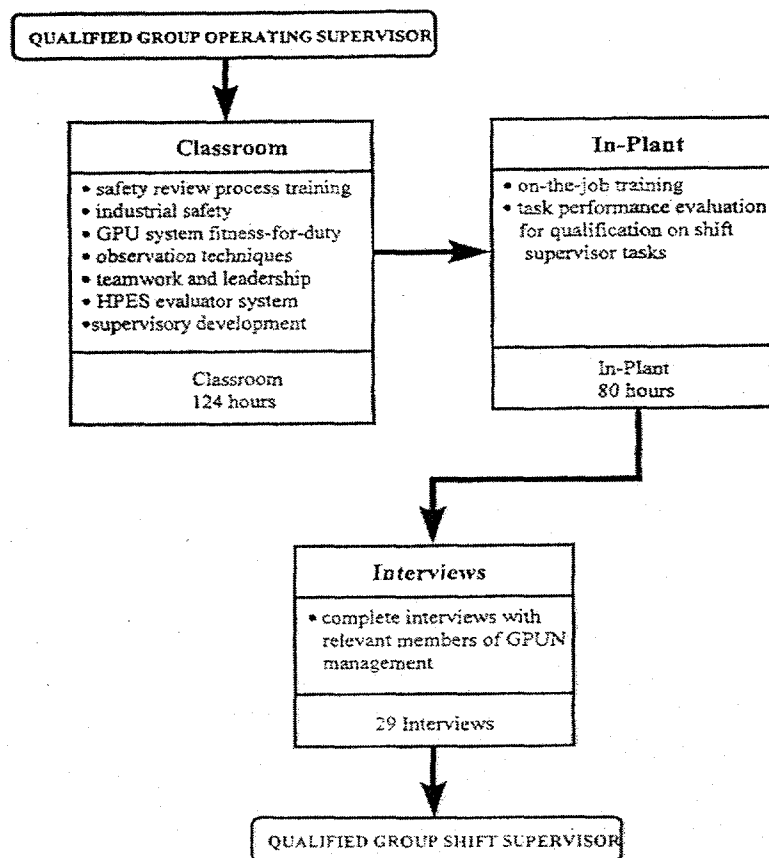 QUALIFIED GROUP OPERATING SUPERVISOR
Classroom
• safety review process training
• industrial safety
• GPU system fitness-for-duty
• observation techniques
• teamwork and leadership
• HPES evaluator system
•supervisory development
Classroom
124 hours
In-Plant
• on-the-job training
• task performance evaluation
for qualification on shift
supervisor tasks
In-Plant
80 hours
Interviews
• complete interviews with
relevant members of GPUN
management
29 Interviews
QUALIFIED GROUP SHIFT SUPERVISOR